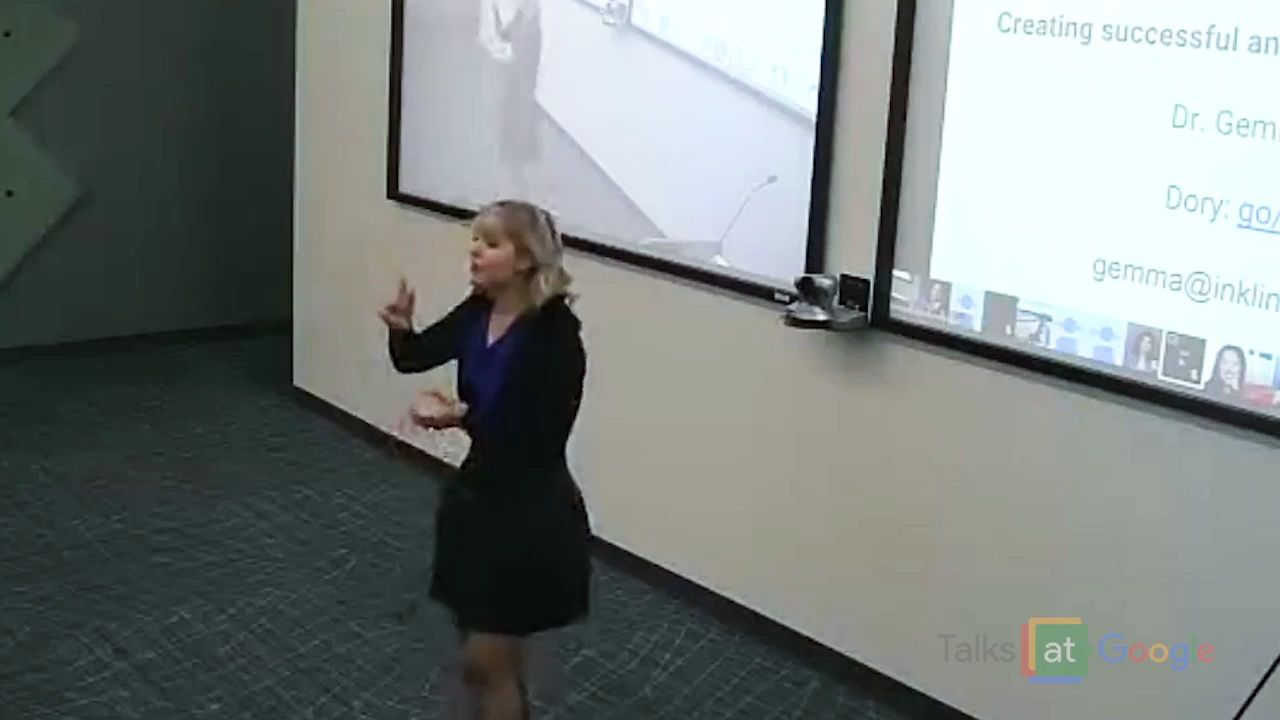 Creating successful an
Dr. Gem
Dory: go/
gemma@inklin
Talks at Google